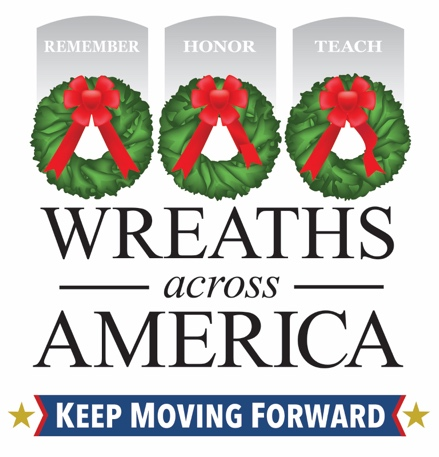 REMEMBER HONOR TEACH
WREATHS
across
AMERICA
KEEP MOVING FORWARD